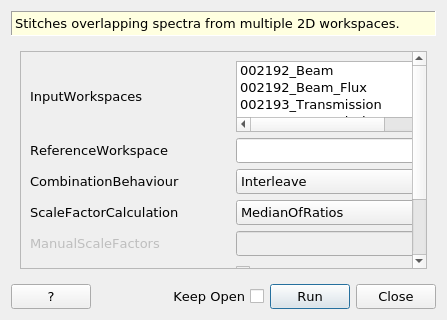 Stitches overlapping spectra from multiple 2D workspaces.
InputWorkspaces
002192_Beam
002192_Beam_Flux
002193_Transmission
ReferenceWorkspace
CombinationBehaviour Interleave
ScaleFactorCalculation MedianOfRatios
ManualScaleFactors
? Keep Open Run Close